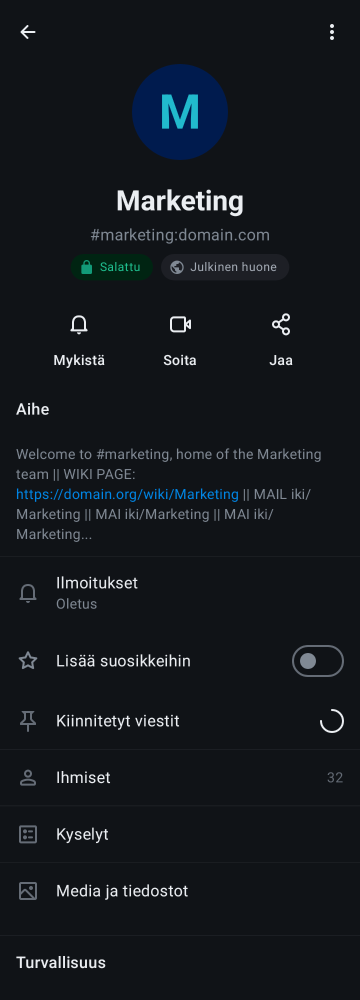 M
Marketing
#marketing:domain.com
Salattu
Julkinen huone
Mykistä
Soita
Jaa
Aihe
Welcome to #marketing, home of the Marketing
team || WIKI PAGE:
https://domain.org/wiki/Marketing || MAIL iki/
Marketing || MAI iki/Marketing || MAI iki/
Marketing...
Ilmoitukset
Oletus
Lisää suosikkeihin
Kiinnitetyt viestit
Ihmiset 32
Kyselyt
Media ja tiedostot
Turvallisuus